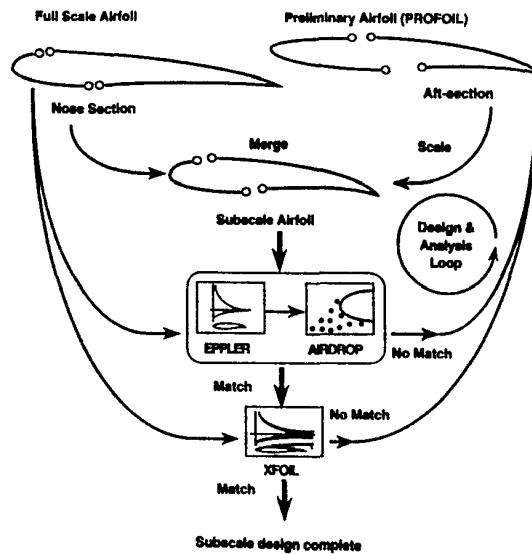 Full Scale Airfoil
Preliminary Airfoil (PROFOIL)
Nose Section
Aft-section
Merge
Scale
Subscale Airfoil
Design &
Analysis
Loop
EPPLER
AIRDROP
No Match
Match
No Match
XFOIL
Match
Subscale design complete